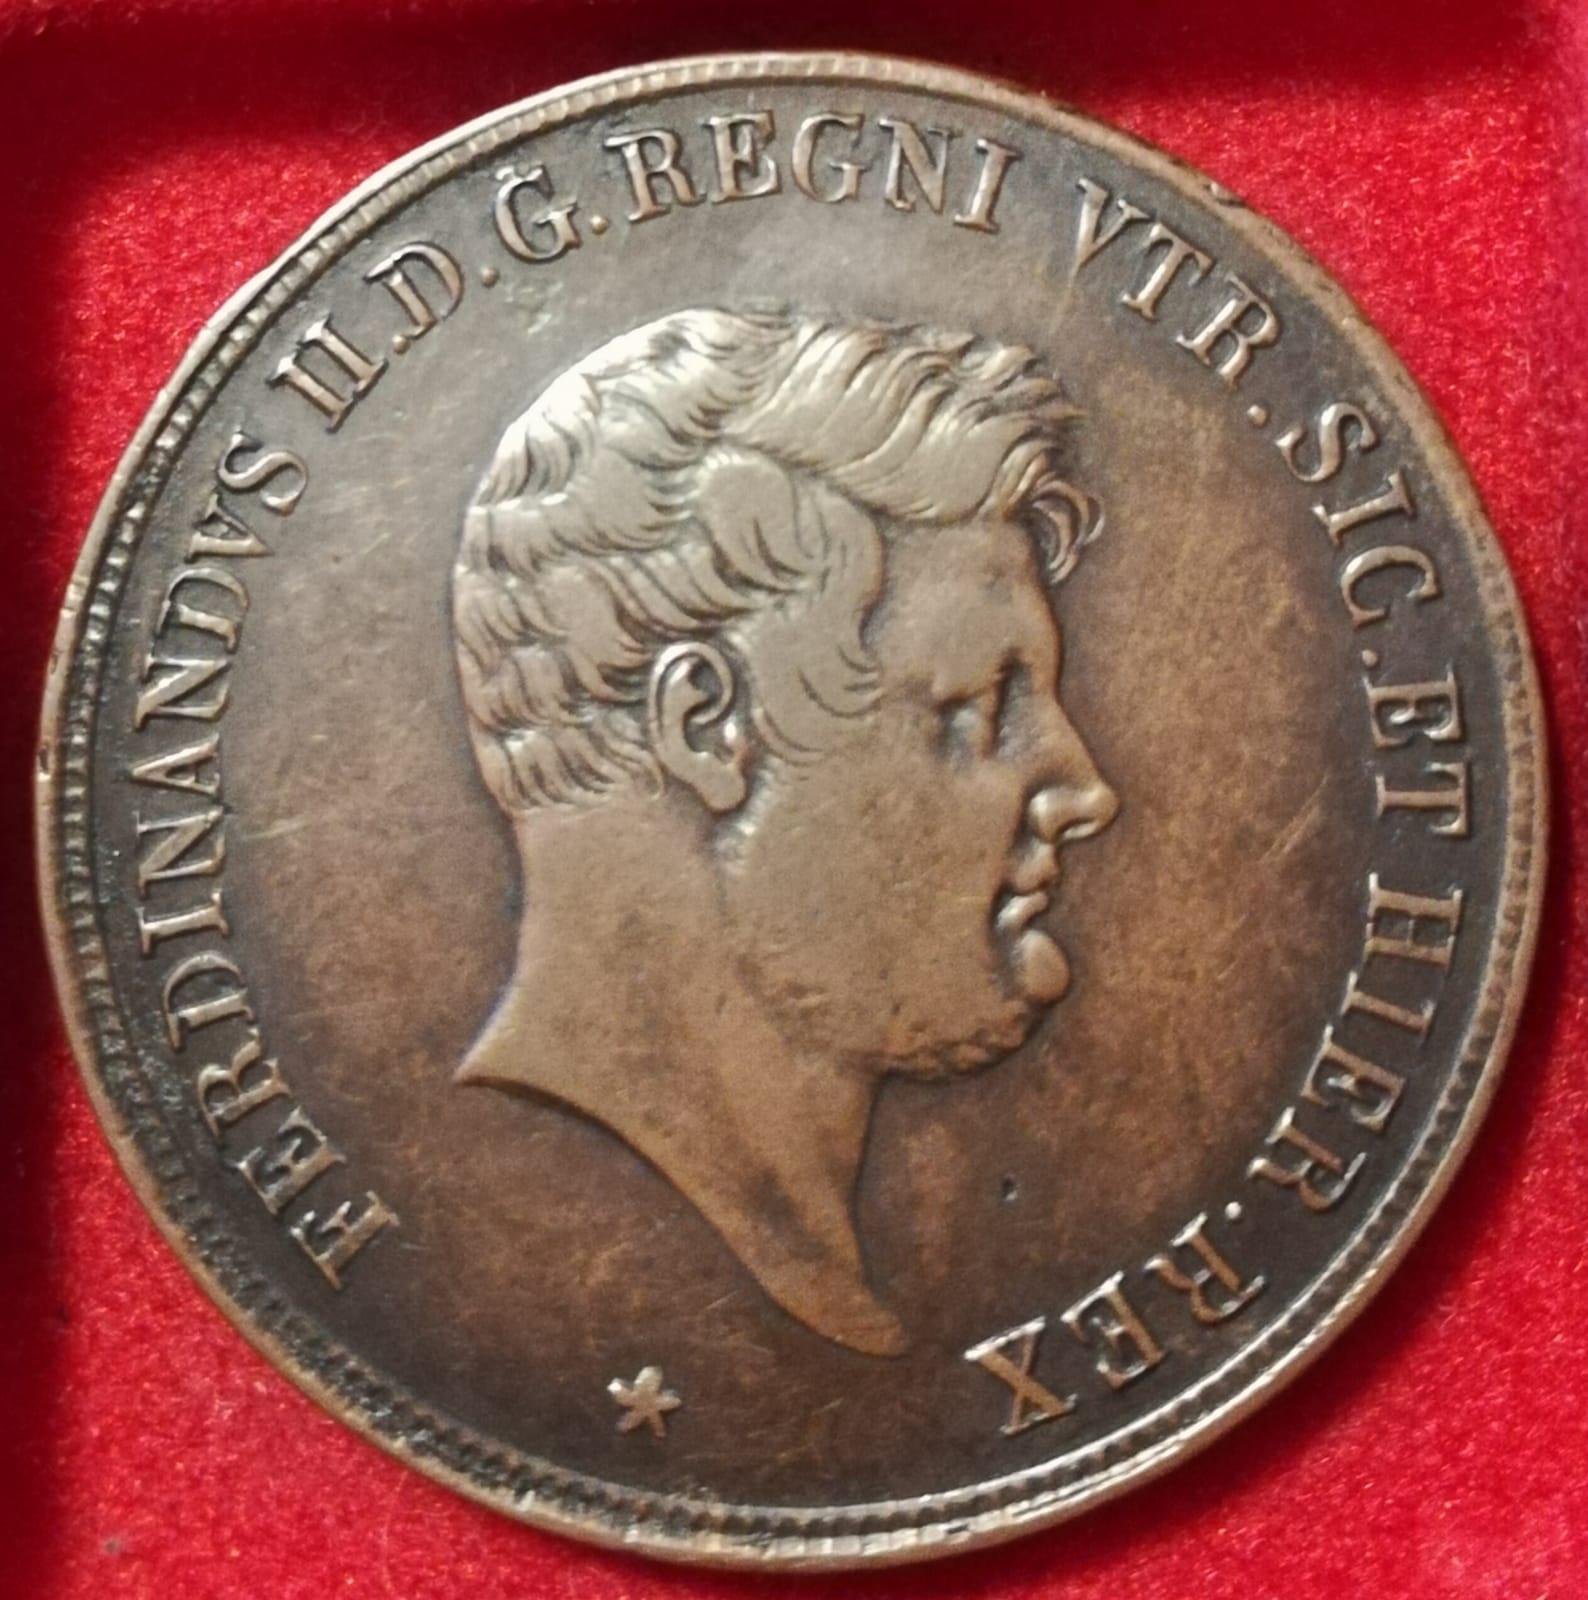 FERDINANDVS II.D.G.REGNI VTR.SIC.ET HIER.REX